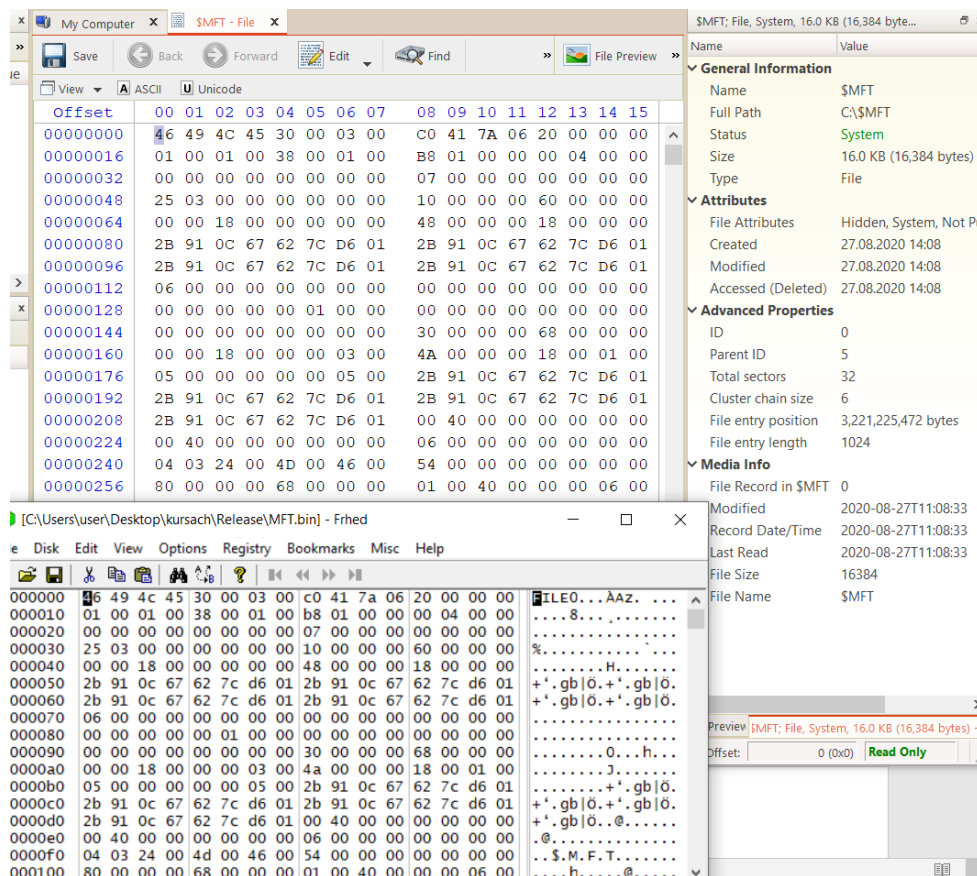 x My Computer x $MFT - File x
» Save Back Forward Edit Find » File Preview »
View A ASCII U Unicode
Offset 00 01 02 03 04 05 06 07 08 09 10 11 12 13 14 15
00000000 46 49 4C 45 30 00 03 00 C0 41 7A 06 20 00 00 00
00000016 01 00 01 00 38 00 01 00 B8 01 00 00 00 04 00 00
00000032 00 00 00 00 00 00 00 00 07 00 00 00 00 00 00 00
00000048 25 03 00 00 00 00 00 00 10 00 00 00 60 00 00 00
00000064 00 00 18 00 00 00 00 00 48 00 00 00 18 00 00 00
00000080 2B 91 0C 67 62 7C D6 01 2B 91 0C 67 62 7C D6 01
00000096 2B 91 0C 67 62 7C D6 01 2B 91 0C 67 62 7C D6 01
00000112 06 00 00 00 00 00 00 00 00 00 00 00 00 00 00 00
00000128 00 00 00 00 00 01 00 00 00 00 00 00 00 00 00 00
00000144 00 00 00 00 00 00 00 00 30 00 00 00 68 00 00 00
00000160 00 00 18 00 00 00 03 00 4A 00 00 00 18 00 01 00
00000176 05 00 00 00 00 00 05 00 2B 91 0C 67 62 7C D6 01
00000192 2B 91 0C 67 62 7C D6 01 2B 91 0C 67 62 7C D6 01
00000208 2B 91 0C 67 62 7C D6 01 00 40 00 00 00 00 00 00
00000224 00 40 00 00 00 00 00 00 06 00 00 00 00 00 00 00
00000240 04 03 24 00 4D 00 46 00 54 00 00 00 00 00 00 00
00000256 80 00 00 00 68 00 00 00 01 00 40 00 00 00 06 00
$MFT; File, System, 16.0 KB (16,384 byte...
Name Value
General Information
Name $MFT
Full Path C:\$MFT
Status System
Size 16.0 KB (16,384 bytes)
Type File
Attributes
File Attributes Hidden, System, Not
Created 27.08.2020 14:08
Modified 27.08.2020 14:08
Accessed (Deleted) 27.08.2020 14:08
Advanced Properties
ID 0
Parent ID 5
Total sectors 32
Cluster chain size 6
File entry position 3,221,225,472 bytes
File entry length 1024
Media Info
File Record in $MFT 0
Modified 2020-08-27T11:08:33
Record Date/Time 2020-08-27T11:08:33
Last Read 2020-08-27T11:08:33
File Size 16384
File Name $MFT
[C:\Users\user\Desktop\kursach\Release\MFT.bin] - Frhed
Disk Edit View Options Registry Bookmarks Misc Help
000000 46 49 4c 45 30 00 03 00 c0 41 7a 06 20 00 00 00 FILE0...ÀAz. ...
000010 01 00 01 00 38 00 01 00 b8 01 00 00 00 04 00 00 ....8...¸.......
000020 00 00 00 00 00 00 00 00 07 00 00 00 00 00 00 00 ................
000030 25 03 00 00 00 00 00 00 10 00 00 00 60 00 00 00 %...........`...
000040 00 00 18 00 00 00 00 00 48 00 00 00 18 00 00 00 ........H.......
000050 2b 91 0c 67 62 7c d6 01 2b 91 0c 67 62 7c d6 01 +‘.gb|Ö.+‘.gb|Ö.
000060 2b 91 0c 67 62 7c d6 01 2b 91 0c 67 62 7c d6 01 +‘.gb|Ö.+‘.gb|Ö.
000070 06 00 00 00 00 00 00 00 00 00 00 00 00 00 00 00 ................
000080 00 00 00 00 00 01 00 00 00 00 00 00 00 00 00 00 ................
000090 00 00 00 00 00 00 00 00 30 00 00 00 68 00 00 00 ........0...h...
0000a0 00 00 18 00 00 00 03 00 4a 00 00 00 18 00 01 00 ........J.......
0000b0 05 00 00 00 00 00 05 00 2b 91 0c 67 62 7c d6 01 ........+‘.gb|Ö.
0000c0 2b 91 0c 67 62 7c d6 01 2b 91 0c 67 62 7c d6 01 +‘.gb|Ö.+‘.gb|Ö.
0000d0 2b 91 0c 67 62 7c d6 01 00 40 00 00 00 00 00 00 +‘.gb|Ö..@......
0000e0 00 40 00 00 00 00 00 00 06 00 00 00 00 00 00 00 .@..............
0000f0 04 03 24 00 4d 00 46 00 54 00 00 00 00 00 00 00 ..$.M.F.T.......
000100 80 00 00 00 68 00 00 00 01 00 40 00 00 00 06 00 ....h.....@.....
Preview $MFT; File, System, 16.0 KB (16,384 bytes) -
Offset: 0 (0x0) Read Only